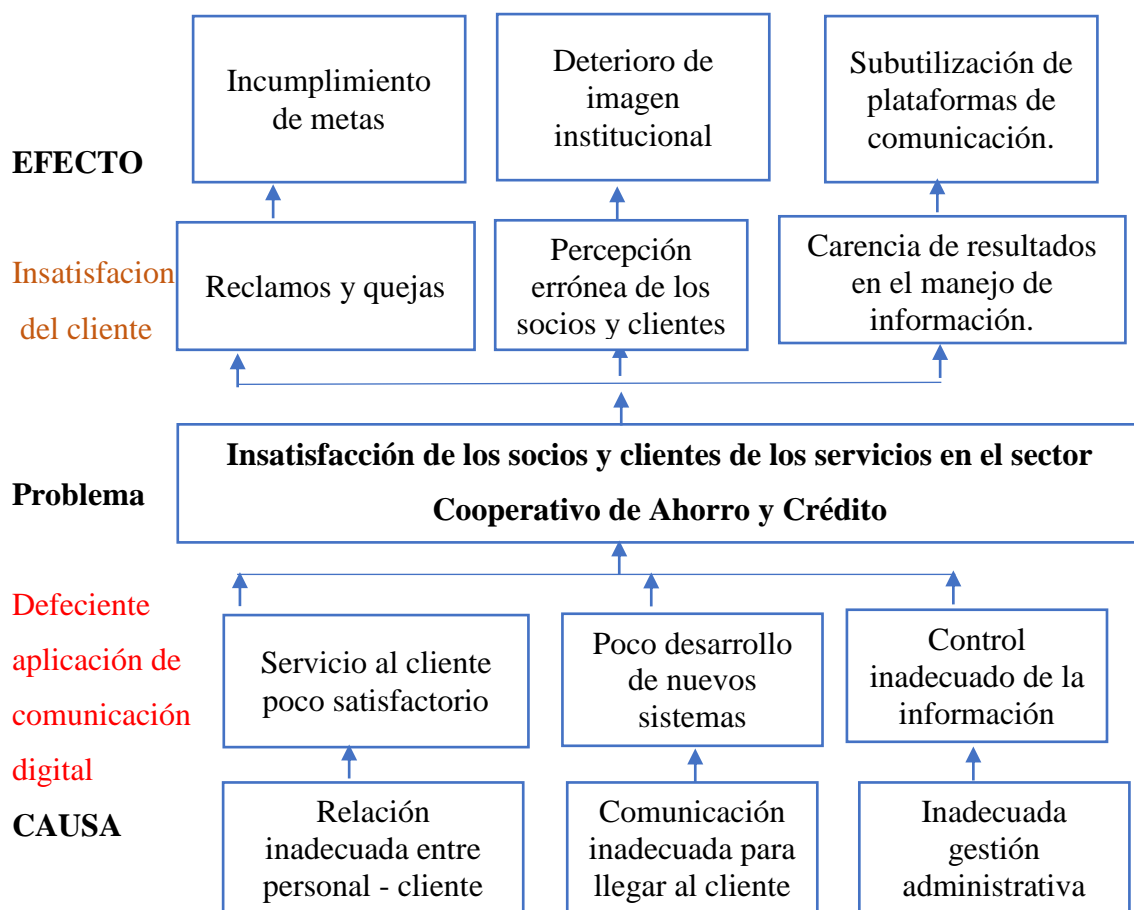 Incumplimiento
de metas
Deterioro de
imagen
institucional
Subutilización de
plataformas de
comunicación.
EFECTO
Insatisfacion
del cliente
Reclamos y quejas
Percepción
errónea de los
socios y clientes
Carencia de resultados
en el manejo de
información.
Problema
Insatisfacción de los socios y clientes de los servicios en el sector
Cooperativo de Ahorro y Crédito
Defeciente
aplicación de
comunicación
digital
Servicio al cliente
poco satisfactorio
Poco desarrollo
de nuevos
sistemas
Control
inadecuado de la
información
CAUSA
Relación
inadecuada entre
personal - cliente
Comunicación
inadecuada para
llegar al cliente
Inadecuada
gestión
administrativa